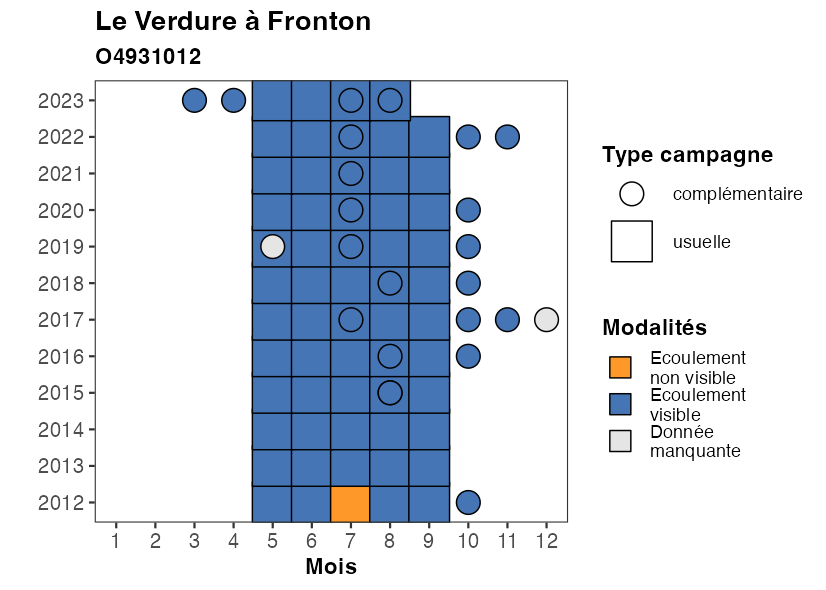 Le Verdure à Fronton
O4931012
2023
2022
2021
2020
2019
2018
2017
2016
2015
2014
2013
2012
1 2 3 4 5 6 7 8 9 10 11 12
Mois
Type campagne
complémentaire
usuelle
Modalités
Ecoulement
non visible
Ecoulement
visible
Donnée
manquante